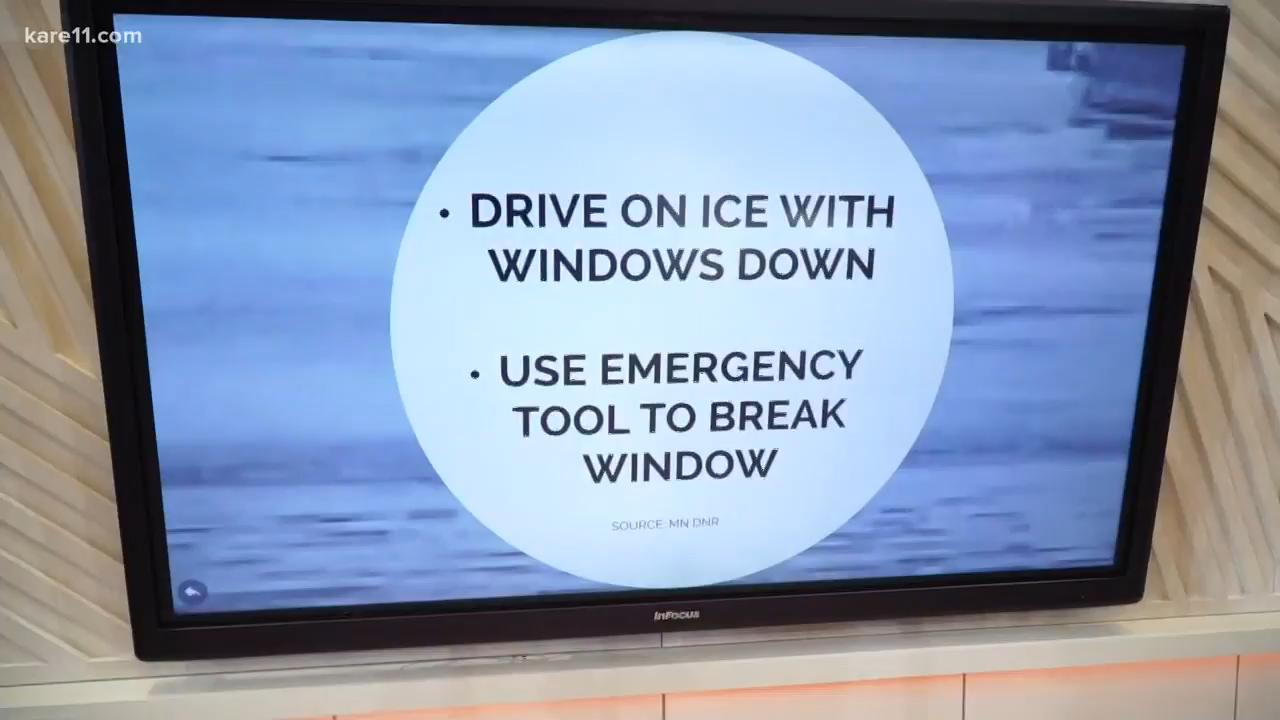 kare11.com
• DRIVE ON ICE WITH
WINDOWS DOWN
• USE EMERGENCY
TOOL TO BREAK
WINDOW
SOURCE: MN DNR
InFocus